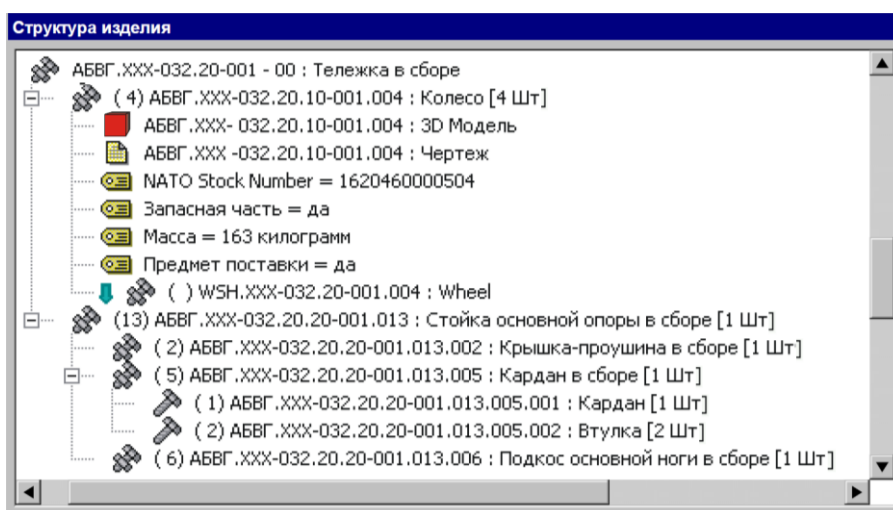 Структура изделия
АБВГ.XXX-032.20-001 - 00 : Тележка в сборе
( 4) АБВГ.XXX-032.20.10-001.004 : Колесо [4 Шт]
АБВГ.XXX- 032.20.10-001.004 : 3D Модель
АБВГ.XXX -032.20.10-001.004 : Чертеж
NATO Stock Number = 1620460000504
Запасная часть = да
Масса = 163 килограмм
Предмет поставки = да
( ) WSH.XXX-032.20-001.004 : Wheel
(13) АБВГ.XXX-032.20.20-001.013 : Стойка основной опоры в сборе [1 Шт]
( 2) АБВГ.XXX-032.20.20-001.013.002 : Крышка-проушина в сборе [1 Шт]
( 5) АБВГ.XXX-032.20.20-001.013.005 : Кардан в сборе [1 Шт]
( 1) АБВГ.XXX-032.20.20-001.013.005.001 : Кардан [1 Шт]
( 2) АБВГ.XXX-032.20.20-001.013.005.002 : Втулка [2 Шт]
( 6) АБВГ.XXX-032.20.20-001.013.006 : Подкос основной ноги в сборе [1 Шт]